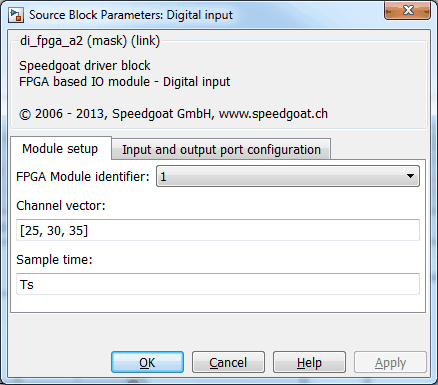 Source Block Parameters: Digital input
di_fpga_a2 (mask) (link)
Speedgoat driver block
FPGA based IO module - Digital input
© 2006 - 2013, Speedgoat GmbH, www.speedgoat.ch
Module setup
Input and output port configuration
FPGA Module identifier: 1
Channel vector:
[25, 30, 35]
Sample time:
Ts
OK
Cancel
Help
Apply